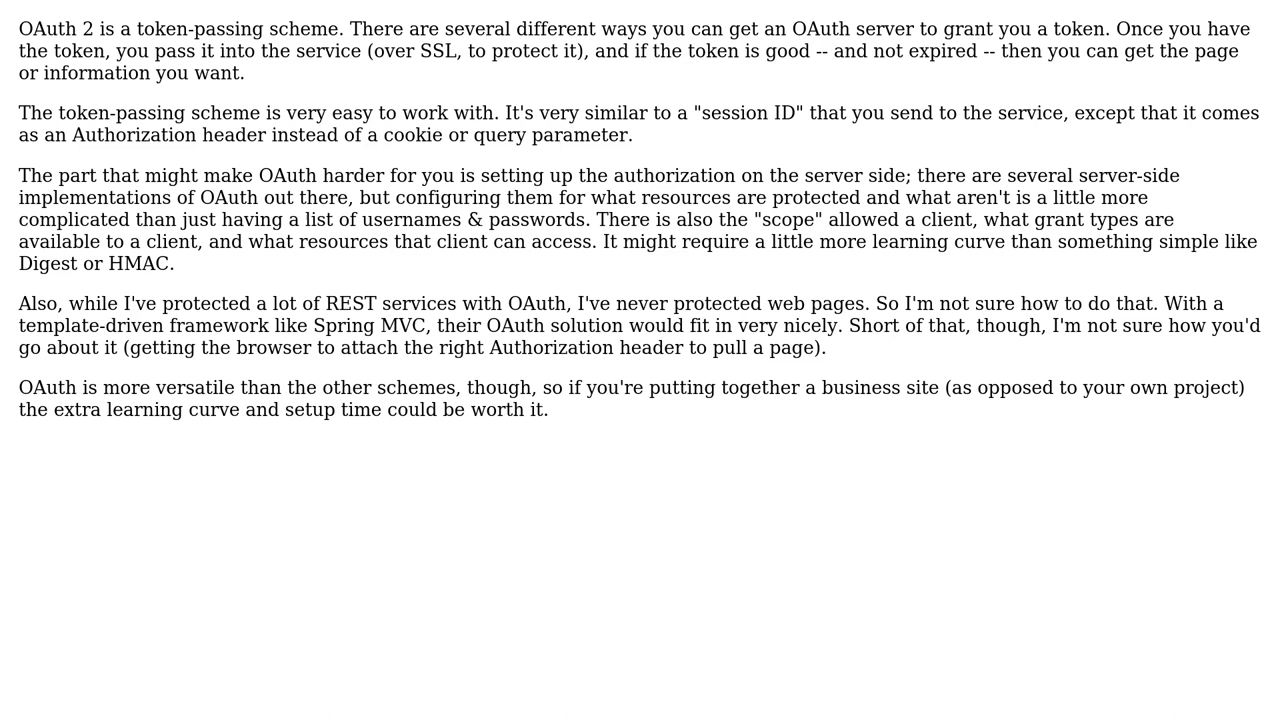 OAuth 2 is a token-passing scheme. There are several different ways you can get an OAuth server to grant you a token. Once you have
the token, you pass it into the service (over SSL, to protect it), and if the token is good -- and not expired -- then you can get the page
or information you want.
The token-passing scheme is very easy to work with. It's very similar to a "session ID" that you send to the service, except that it comes
as an Authorization header instead of a cookie or query parameter.
The part that might make OAuth harder for you is setting up the authorization on the server side; there are several server-side
implementations of OAuth out there, but configuring them for what resources are protected and what aren't is a little more
complicated than just having a list of usernames & passwords. There is also the "scope" allowed a client, what grant types are
available to a client, and what resources that client can access. It might require a little more learning curve than something simple like
Digest or HMAC.
Also, while I've protected a lot of REST services with OAuth, I've never protected web pages. So I'm not sure how to do that. With a
template-driven framework like Spring MVC, their OAuth solution would fit in very nicely. Short of that, though, I'm not sure how you'd
go about it (getting the browser to attach the right Authorization header to pull a page).
OAuth is more versatile than the other schemes, though, so if you're putting together a business site (as opposed to your own project)
the extra learning curve and setup time could be worth it.